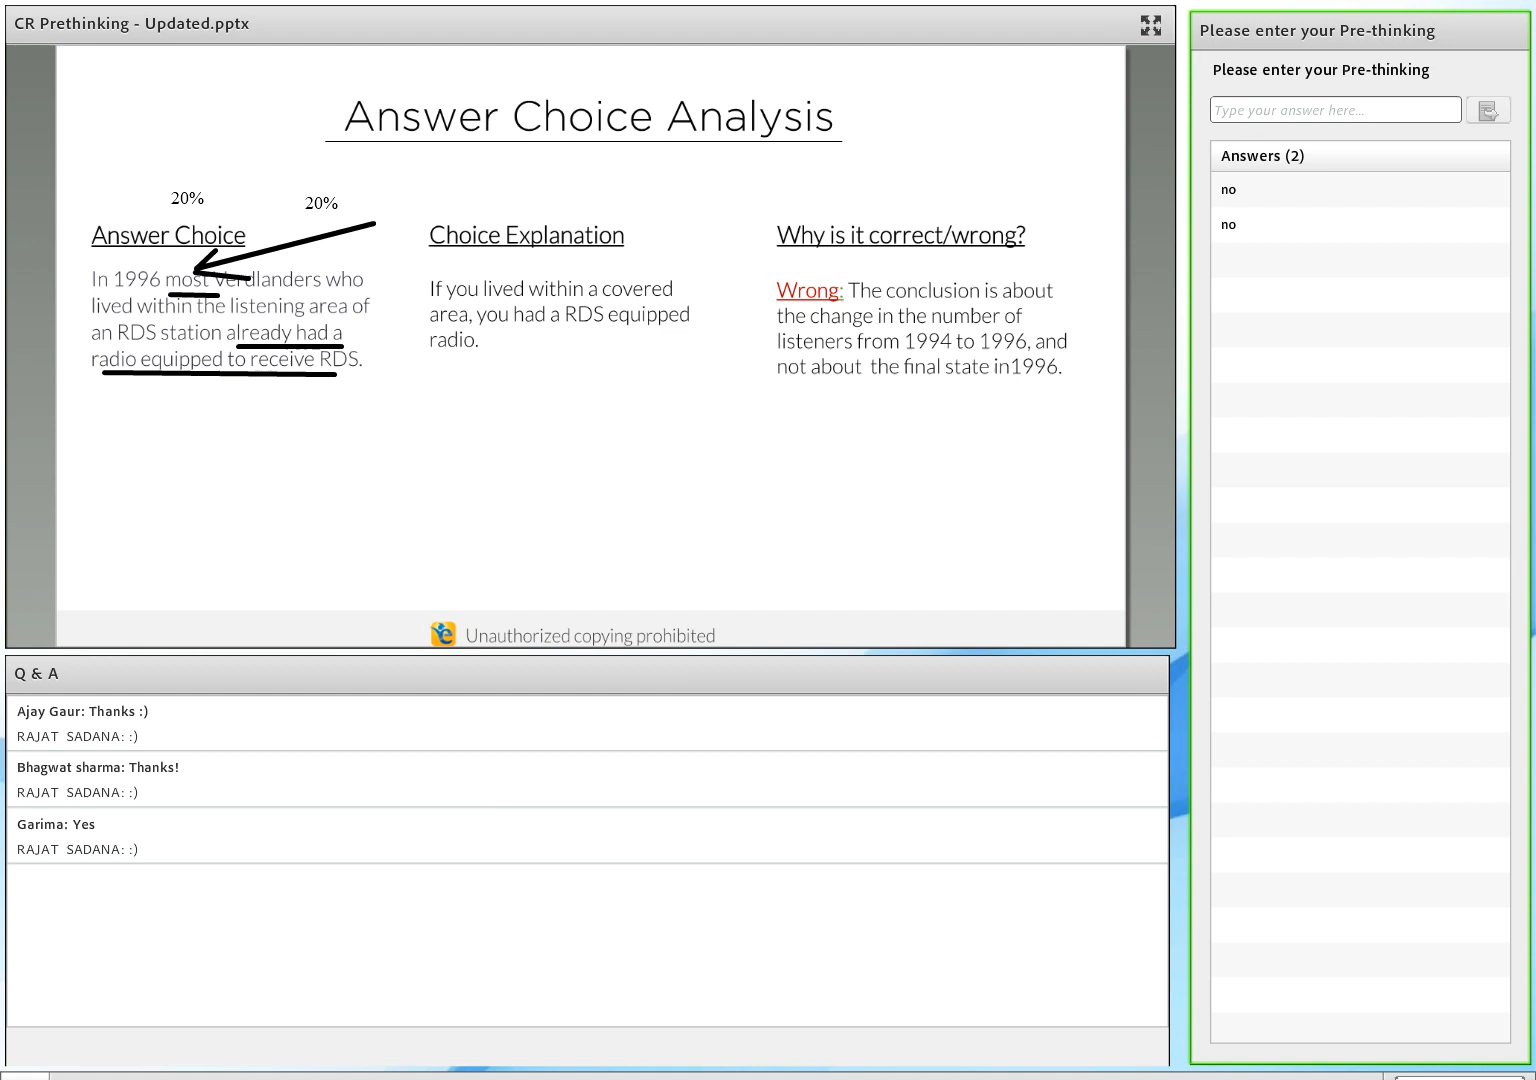 CR Prethinking - Updated.pptx
Answer Choice Analysis
20%
20%
Answer Choice
In 1996 most Verdlanders who
lived within the listening area of
an RDS station already had a
radio equipped to receive RDS.
Choice Explanation
If you lived within a covered
area, you had a RDS equipped
radio.
Why is it correct/wrong?
Wrong: The conclusion is about
the change in the number of
listeners from 1994 to 1996, and
not about the final state in1996.
Unauthorized copying prohibited
Q & A
Ajay Gaur: Thanks :)
RAJAT SADANA: :)
Bhagwat sharma: Thanks!
RAJAT SADANA: :)
Garima: Yes
RAJAT SADANA: :)
Please enter your Pre-thinking
Please enter your Pre-thinking
Type your answer here...
Answers (2)
no
no